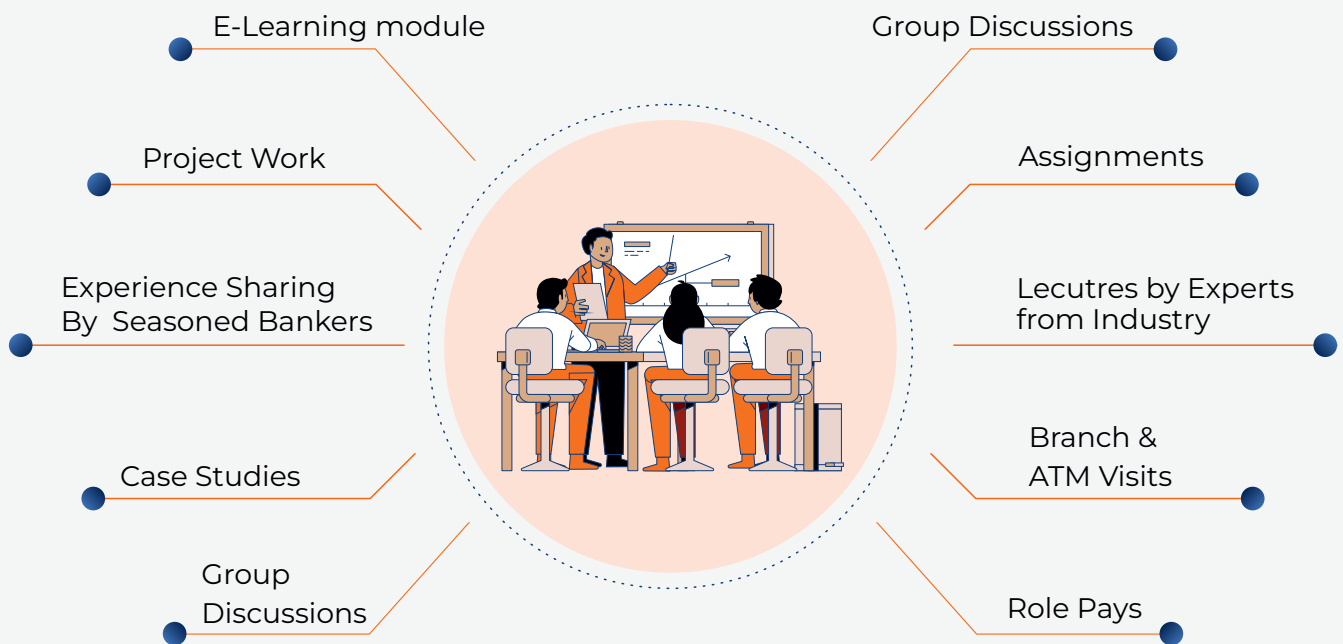 E-Learning module
Project Work
Experience Sharing
By Seasoned Bankers
Case Studies
Group
Discussions
Group Discussions
Assignments
Lecutres by Experts
from Industry
Branch &
ATM Visits
Role Pays